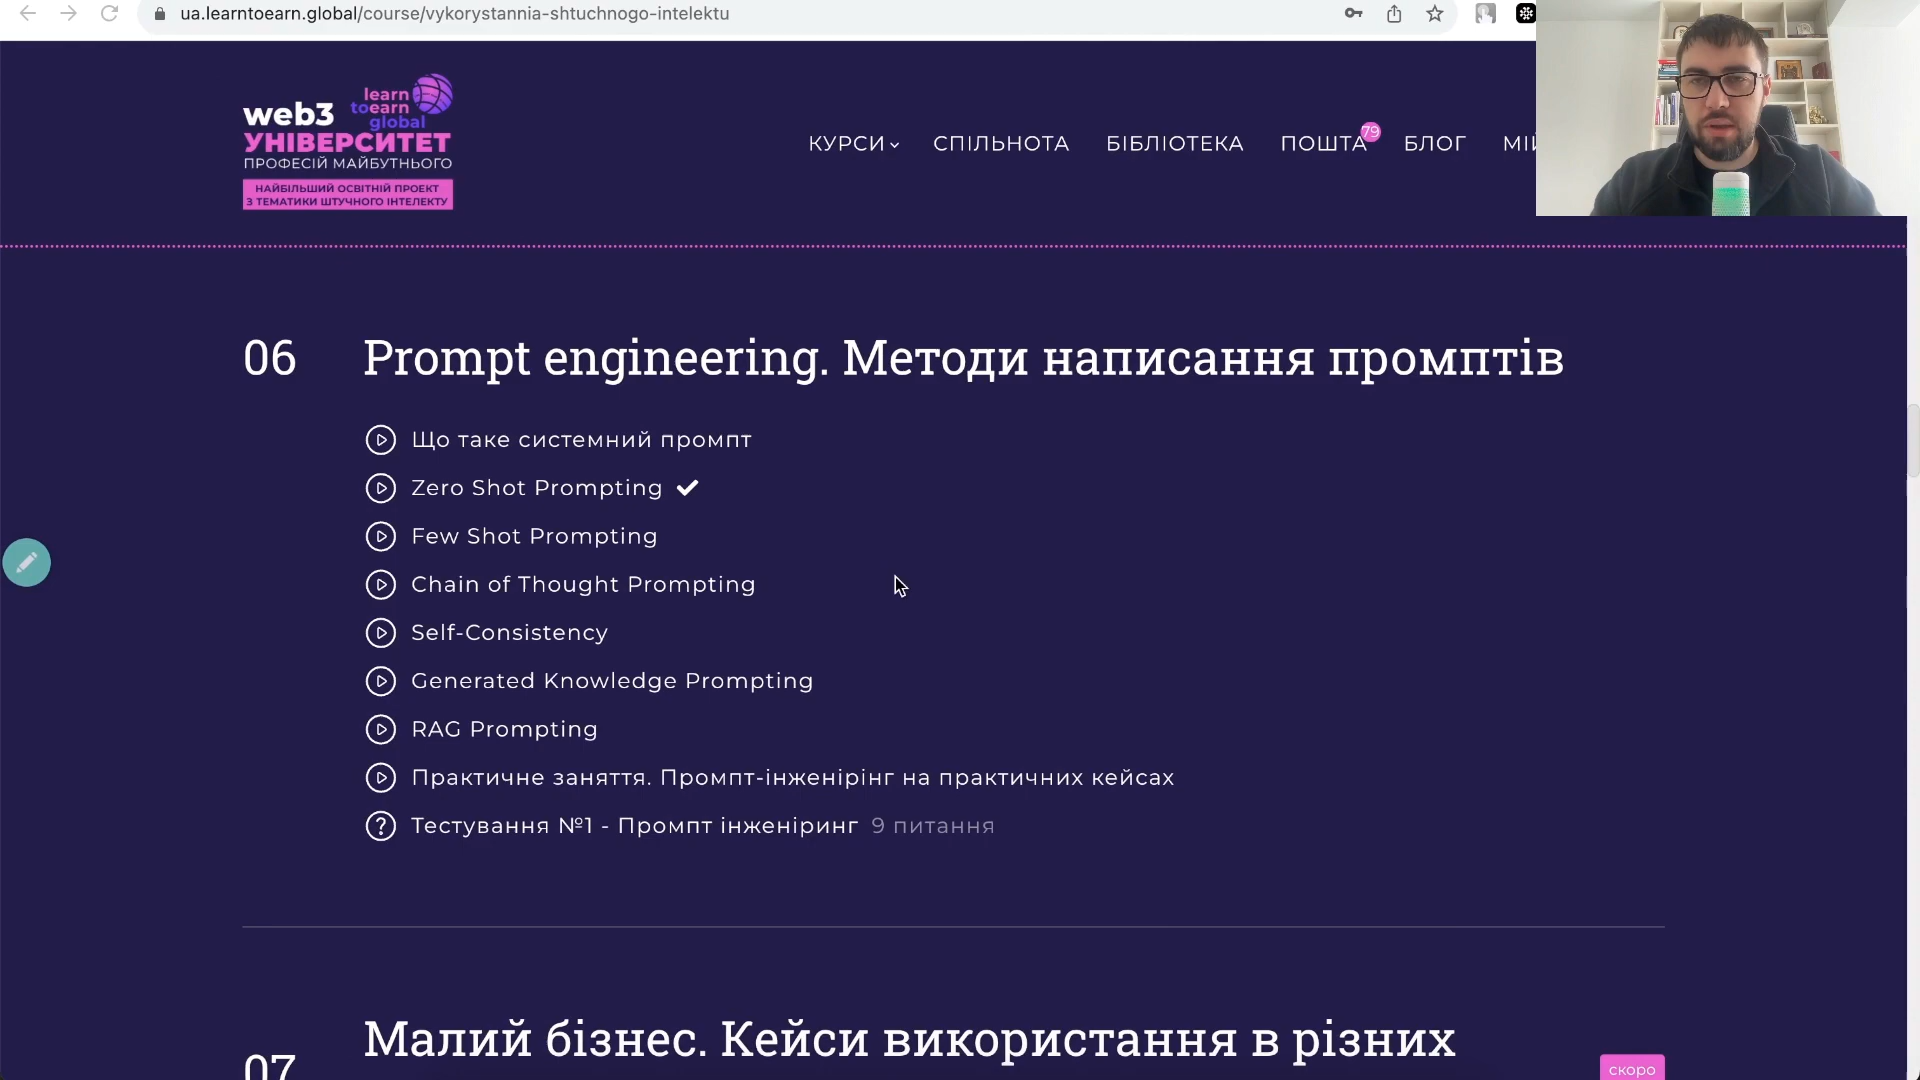 ua.learntoearn.global/course/vykorystannia-shtuchnogo-intelektu
learn
toearn
global
web3
УНІВЕРСИТЕТ
ПРОФЕСІЙ МАЙБУТНЬОГО
НАЙБІЛЬШИЙ ОСВІТНІЙ ПРОЕКТ
З ТЕМАТИКИ ШТУЧНОГО ІНТЕЛЕКТУ
КУРСИ СПІЛЬНОТА БІБЛІОТЕКА ПОШТА 79 БЛОГ МІЙ
06 Prompt engineering. Методи написання промптів
Що таке системний промпт
Zero Shot Prompting
Few Shot Prompting
Chain of Thought Prompting
Self-Consistency
Generated Knowledge Prompting
RAG Prompting
Практичне заняття. Промпт-інженірінг на практичних кейсах
Тестування №1 - Промпт інженіринг 9 питання
07 Малий бізнес. Кейси використання в різних
скоро